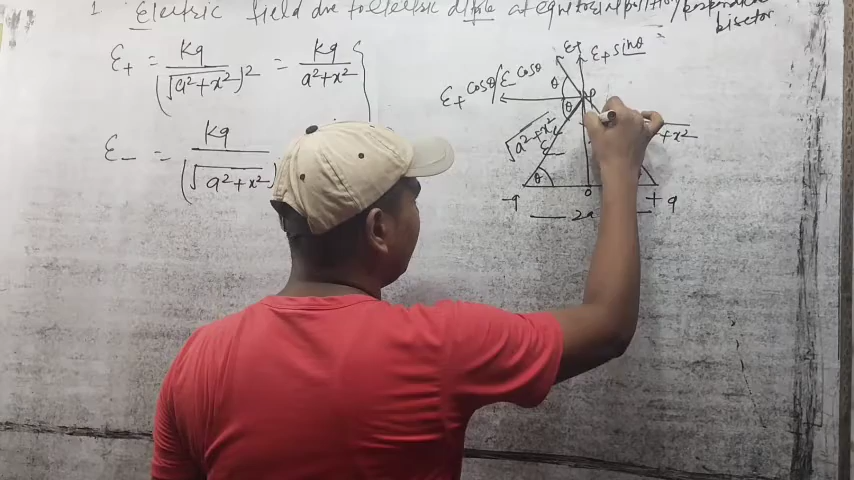 1 Electric field due to electric dipole at equatorial position/perpendicular
bisector
E+ = Kq/(√a²+x²)² = Kq/a²+x²
E- = Kq/(√a²+x²
E+
E+ sinθ
E+ cosθ/E-cosθ
θ
P
θ
√a²+x²
E-
+x²
θ
-q
O
+q
2a